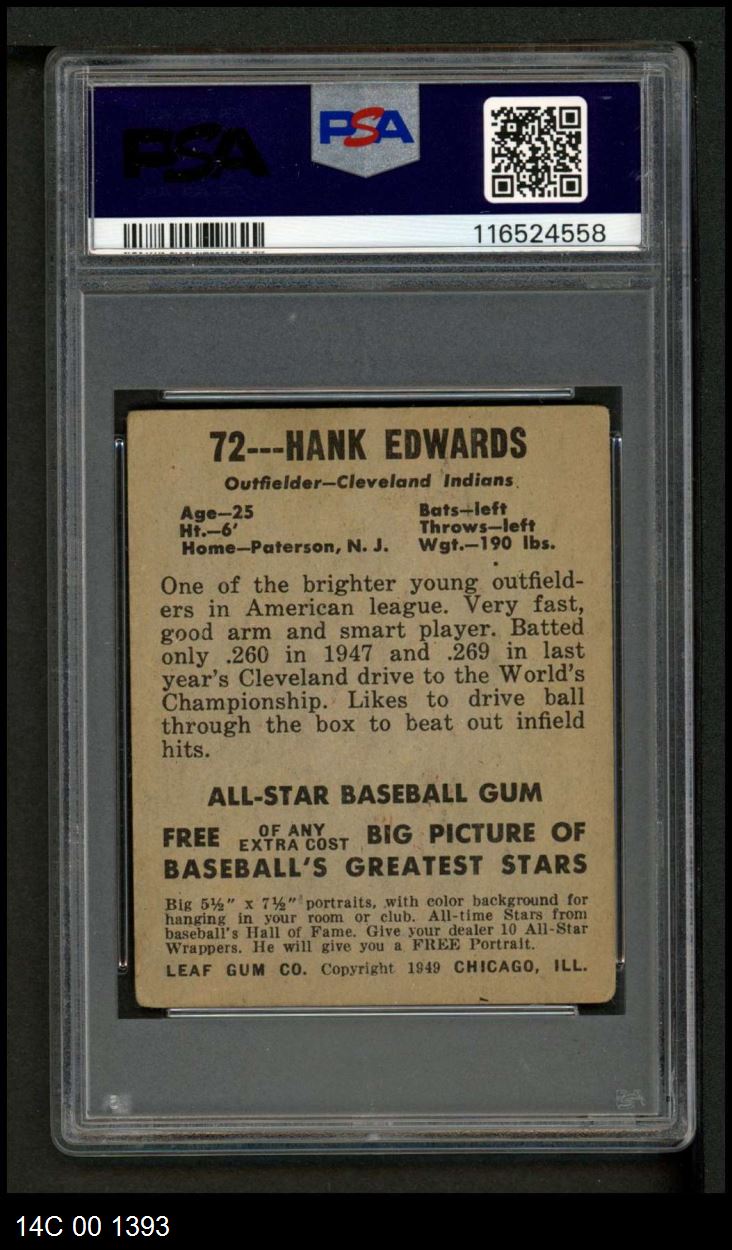 PSA
PSA
116524558
72---HANK EDWARDS
Outfielder—Cleveland Indians
Age—25 Bats—left
Ht.—6' Throws—left
Home—Paterson, N. J. Wgt.—190 lbs.
One of the brighter young outfield-
ers in American league. Very fast,
good arm and smart player. Batted
only .260 in 1947 and .269 in last
year's Cleveland drive to the World's
Championship. Likes to drive ball
through the box to beat out infield
hits.
ALL-STAR BASEBALL GUM
FREE OF ANY EXTRA COST BIG PICTURE OF
BASEBALL'S GREATEST STARS
Big 5½" x 7½" portraits, with color background for
hanging in your room or club. All-time Stars from
baseball's Hall of Fame. Give your dealer 10 All-Star
Wrappers. He will give you a FREE Portrait.
LEAF GUM CO. Copyright 1949 CHICAGO, ILL.
14C 00 1393